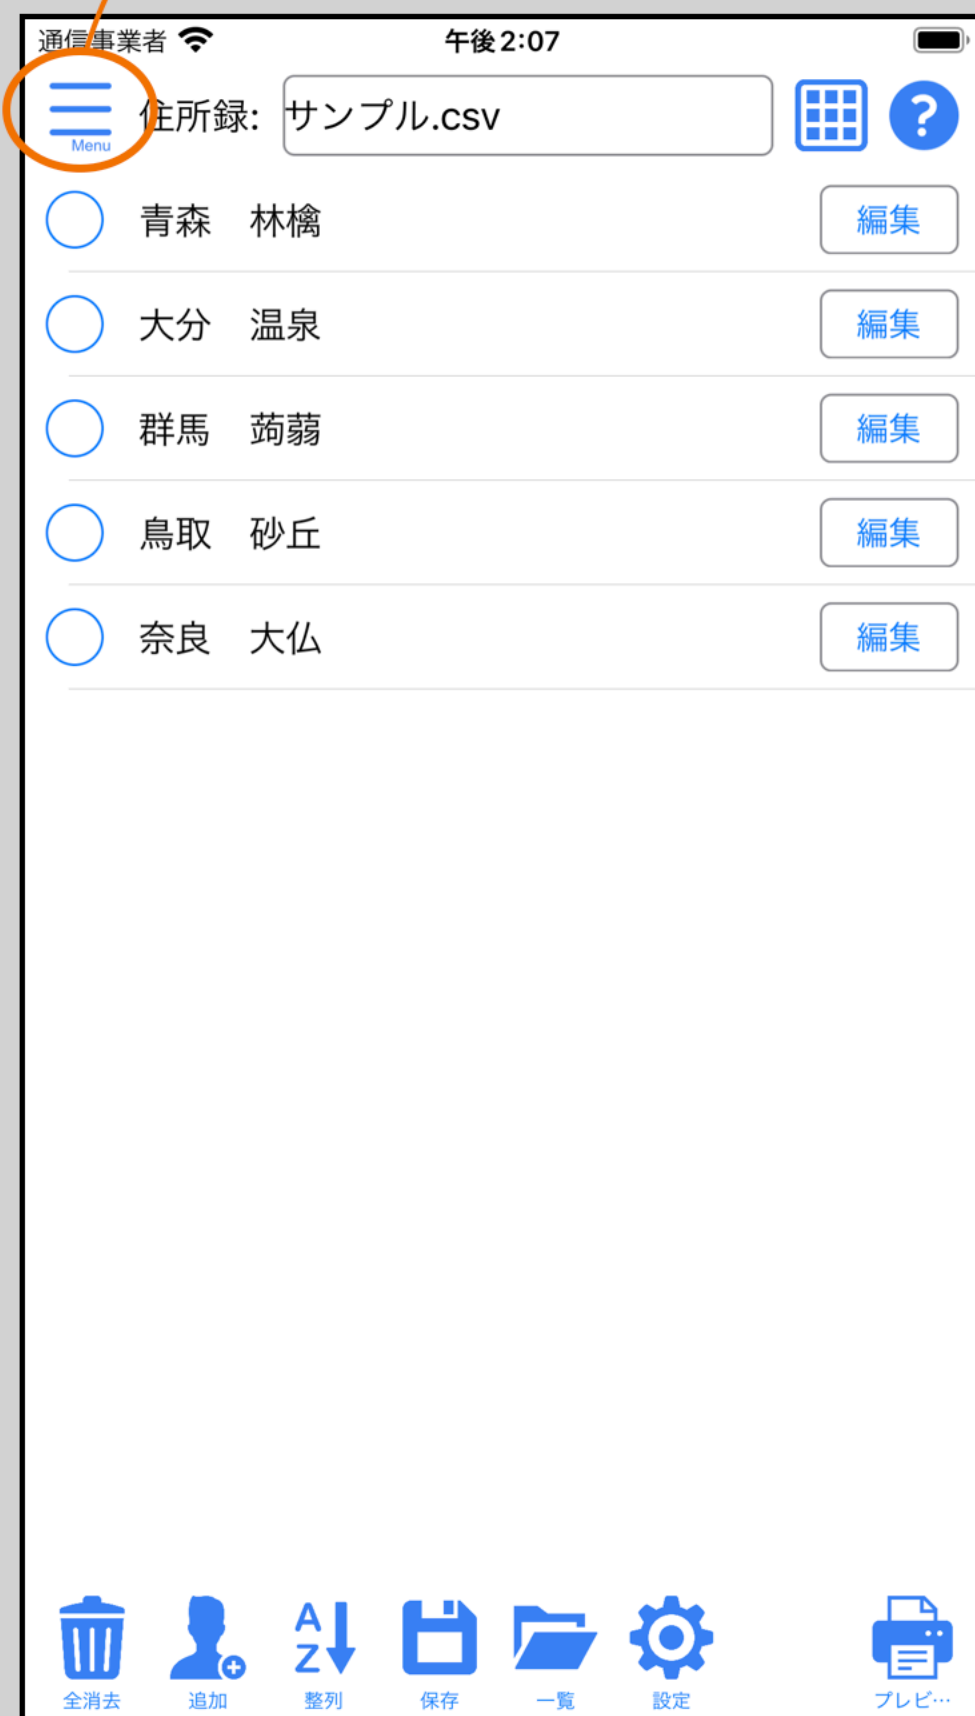 通信事業者 午後2:07
Menu
住所録: サンプル.csv
?
青森　林檎 編集
大分　温泉 編集
群馬　蒟蒻 編集
鳥取　砂丘 編集
奈良　大仏 編集
A
Z
全消去 追加 整列 保存 一覧 設定 プレビ…